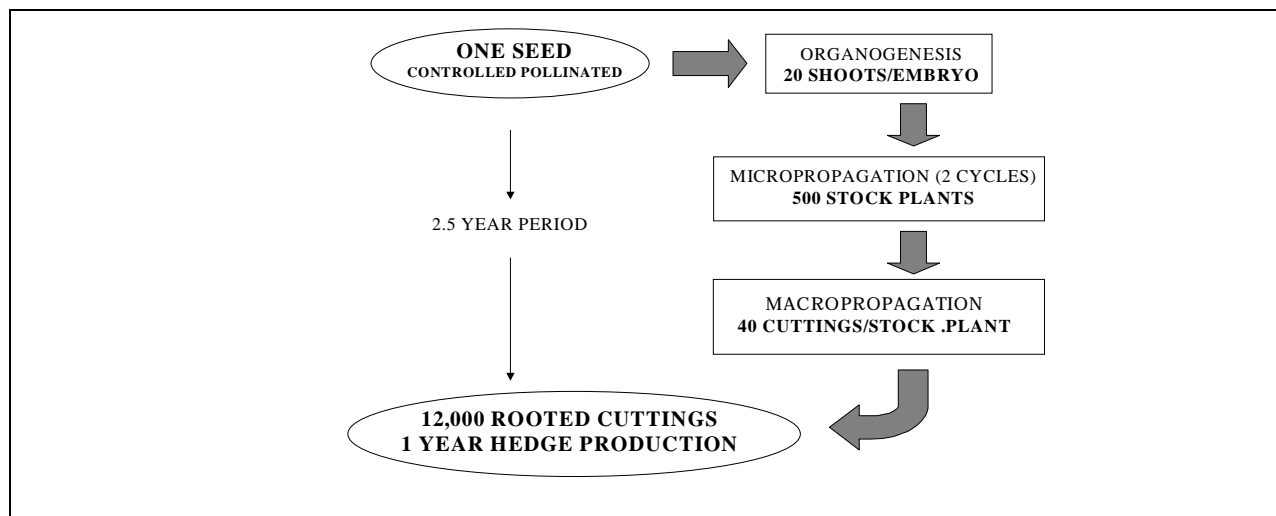 ONE SEED
CONTROLLED POLLINATED
ORGANOGENESIS
20 SHOOTS/EMBRYO
MICROPROPAGATION (2 CYCLES)
500 STOCK PLANTS
2.5 YEAR PERIOD
MACROPROPAGATION
40 CUTTINGS/STOCK .PLANT
12,000 ROOTED CUTTINGS
1 YEAR HEDGE PRODUCTION